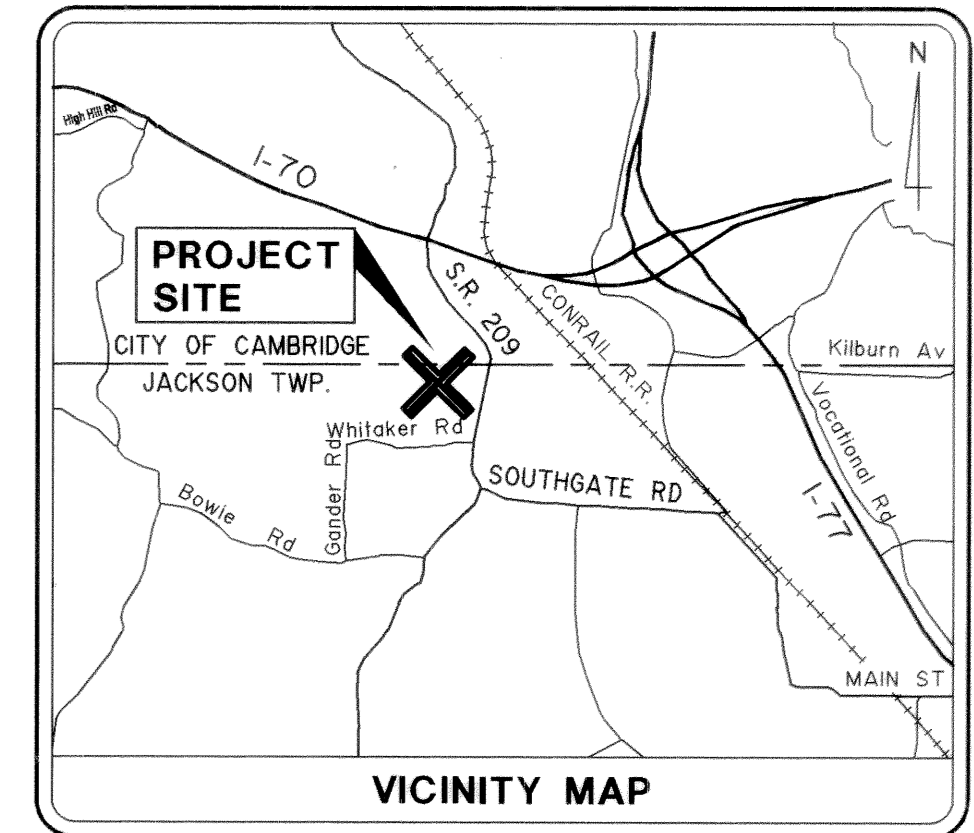 N
High Hill Rd
I-70
PROJECT
SITE
S.R. 209
CONRAIL R.R.
CITY OF CAMBRIDGE
JACKSON TWP.
Kilburn Av
Whitaker Rd
Gander Rd
Vocational Rd
SOUTHGATE RD
Bowie Rd
I-77
MAIN ST
VICINITY MAP